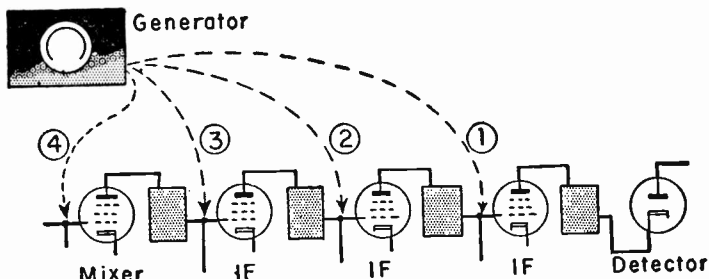 Generator
④ ③ ② ①
Mixer IF IF IF Detector